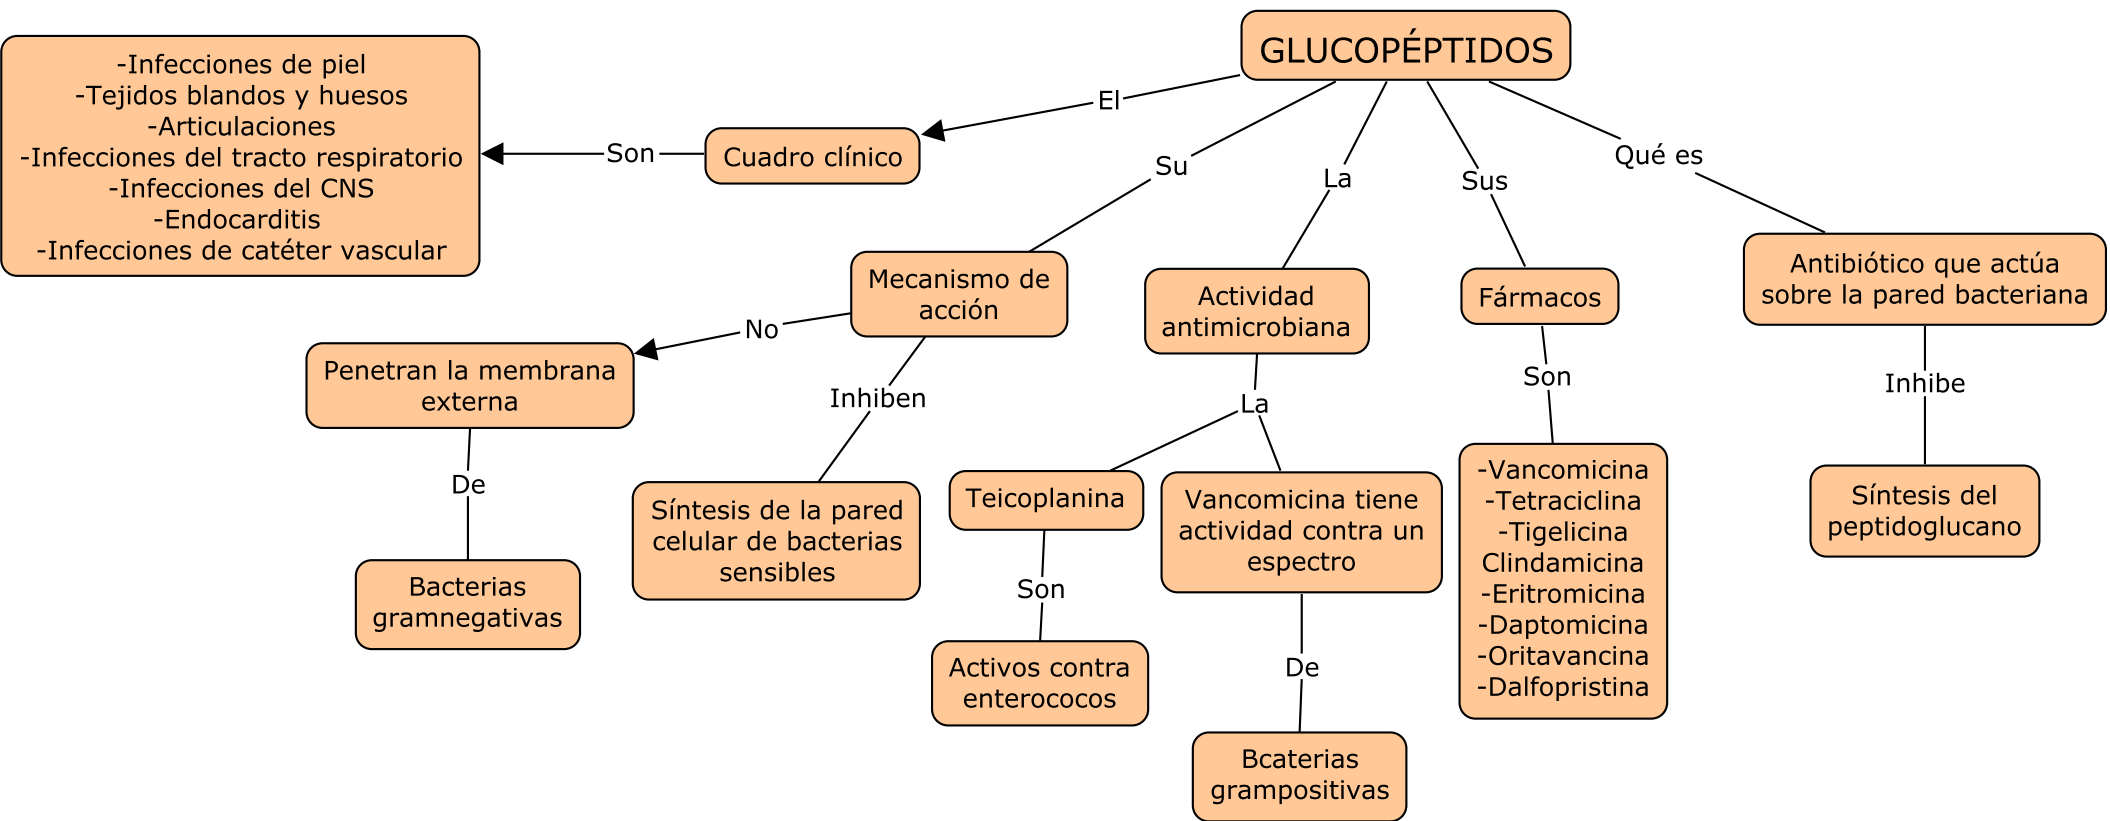 GLUCOPÉPTIDOS
El
Cuadro clínico
Son
-Infecciones de piel
-Tejidos blandos y huesos
-Articulaciones
-Infecciones del tracto respiratorio
-Infecciones del CNS
-Endocarditis
-Infecciones de catéter vascular
Su
Mecanismo de
acción
No
Penetran la membrana
externa
De
Bacterias
gramnegativas
Inhiben
Síntesis de la pared
celular de bacterias
sensibles
La
Actividad
antimicrobiana
La
Teicoplanina
Son
Activos contra
enterococos
Vancomicina tiene
actividad contra un
espectro
De
Bcaterias
grampositivas
Sus
Fármacos
Son
-Vancomicina
-Tetraciclina
-Tigelicina
Clindamicina
-Eritromicina
-Daptomicina
-Oritavancina
-Dalfopristina
Qué es
Antibiótico que actúa
sobre la pared bacteriana
Inhibe
Síntesis del
peptidoglucano